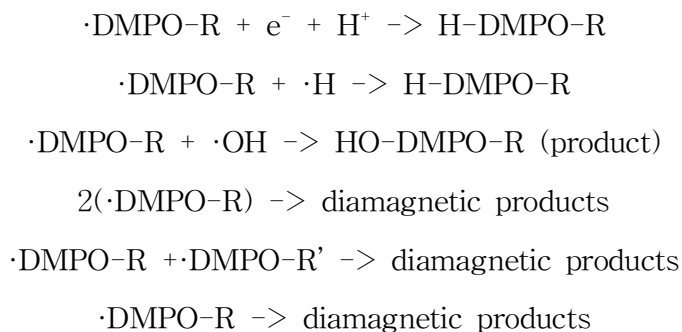 ·DMPO-R + e⁻ + H⁺ -> H-DMPO-R
·DMPO-R + ·H -> H-DMPO-R
·DMPO-R + ·OH -> HO-DMPO-R (product)
2(·DMPO-R) -> diamagnetic products
·DMPO-R +·DMPO-R’ -> diamagnetic products
·DMPO-R -> diamagnetic products